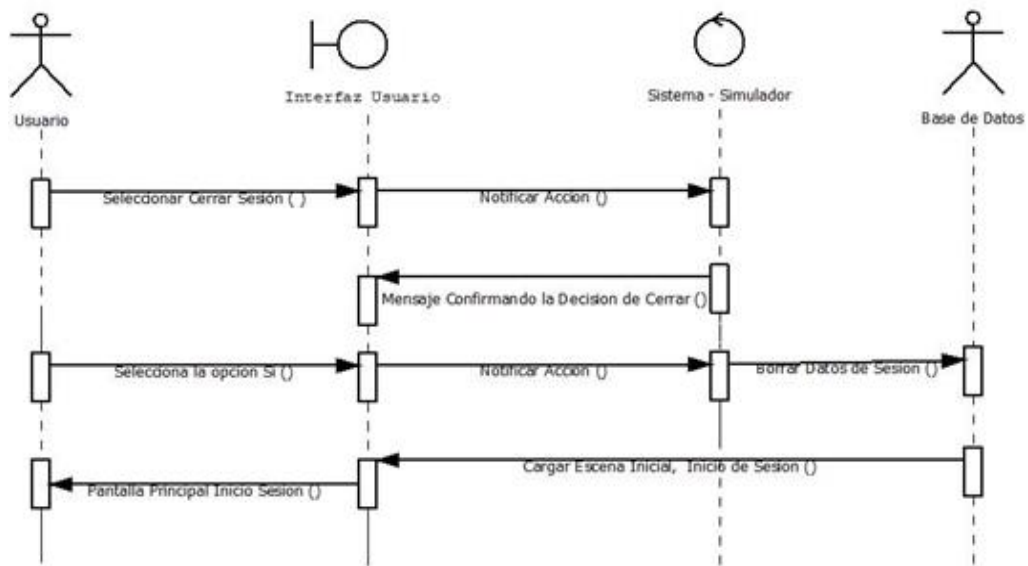 Usuario
Interfaz Usuario
Sistema - Simulador
Base de Datos
Seleccionar Cerrar Sesión ( )
Notificar Accion ()
Mensaje Confirmando la Decision de Cerrar ()
Selecciona la opcion Si ()
Notificar Accion ()
Borrar Datos de Sesion ()
Cargar Escena Inicial, Inicio de Sesion ()
Pantalla Principal Inicio Sesion ()